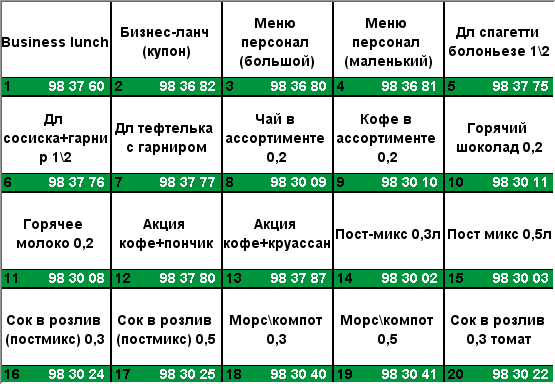 Business lunch
1 98 37 60
Бизнес-ланч
(купон)
2 98 36 82
Меню
персонал
(большой)
3 98 36 80
Меню
персонал
(маленький)
4 98 36 81
Дл спагетти
болоньезе 1\2
5 98 37 75
Дл
сосиска+гарни
р 1\2
6 98 37 76
Дл тефтелька
с гарниром
7 98 37 77
Чай в
ассортименте
0,2
8 98 30 09
Кофе в
ассортименте
0,2
9 98 30 10
Горячий
шоколад 0,2
10 98 30 11
Горячее
молоко 0,2
11 98 30 08
Акция
кофе+пончик
12 98 37 80
Акция
кофе+круассан
13 98 37 87
Пост-микс 0,3л
14 98 30 02
Пост микс 0,5л
15 98 30 03
Сок в розлив
(постмикс) 0,3
16 98 30 24
Сок в розлив
(постмикс) 0,5
17 98 30 25
Морс\компот
0,3
18 98 30 40
Морс\компот
0,5
19 98 30 41
Сок в розлив
0,3 томат
20 98 30 22